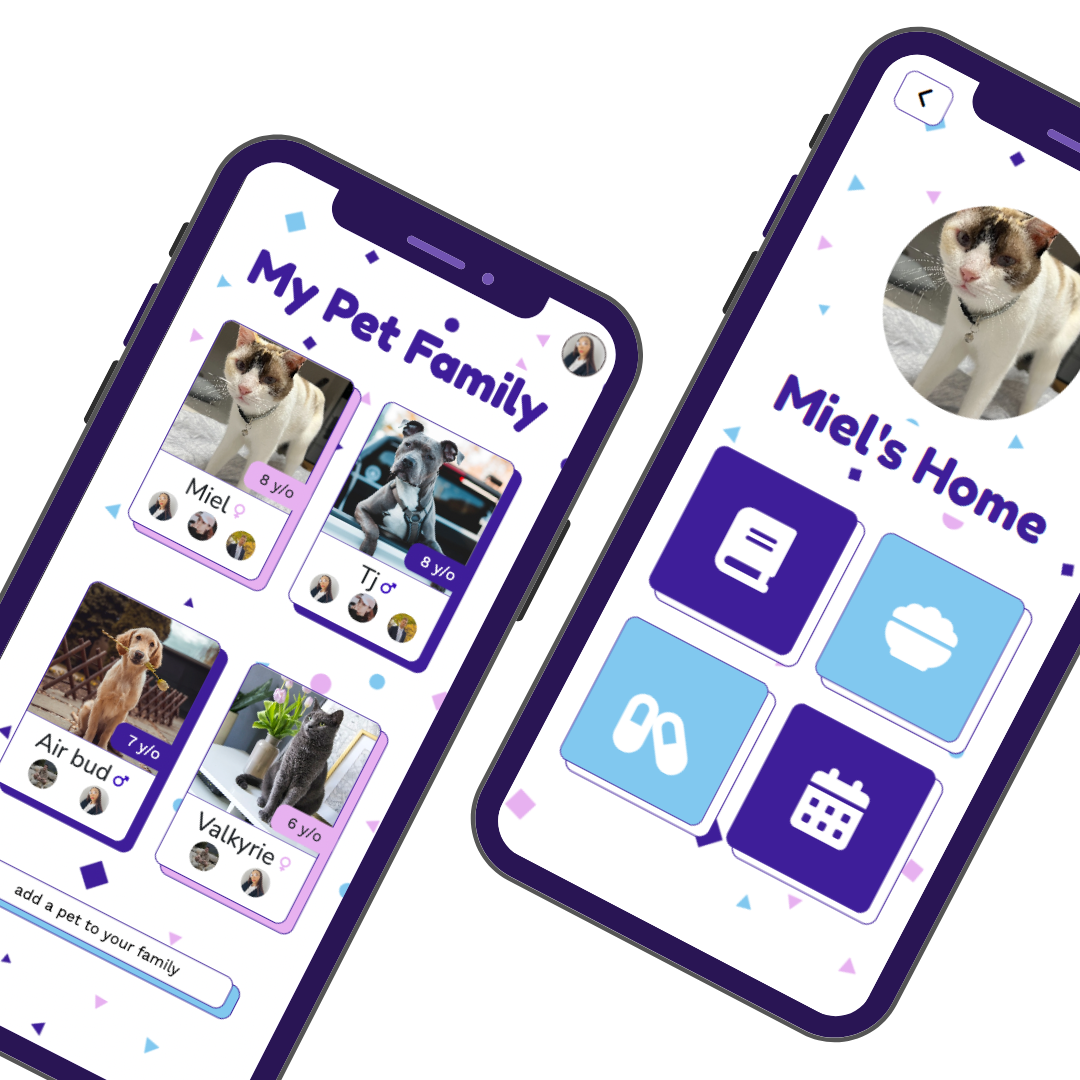 My Pet Family
8 y/o
Miel♀
8 y/o
Tj♂
7 y/o
Air bud♂
6 y/o
Valkyrie♀
add a pet to your family
Miel's Home